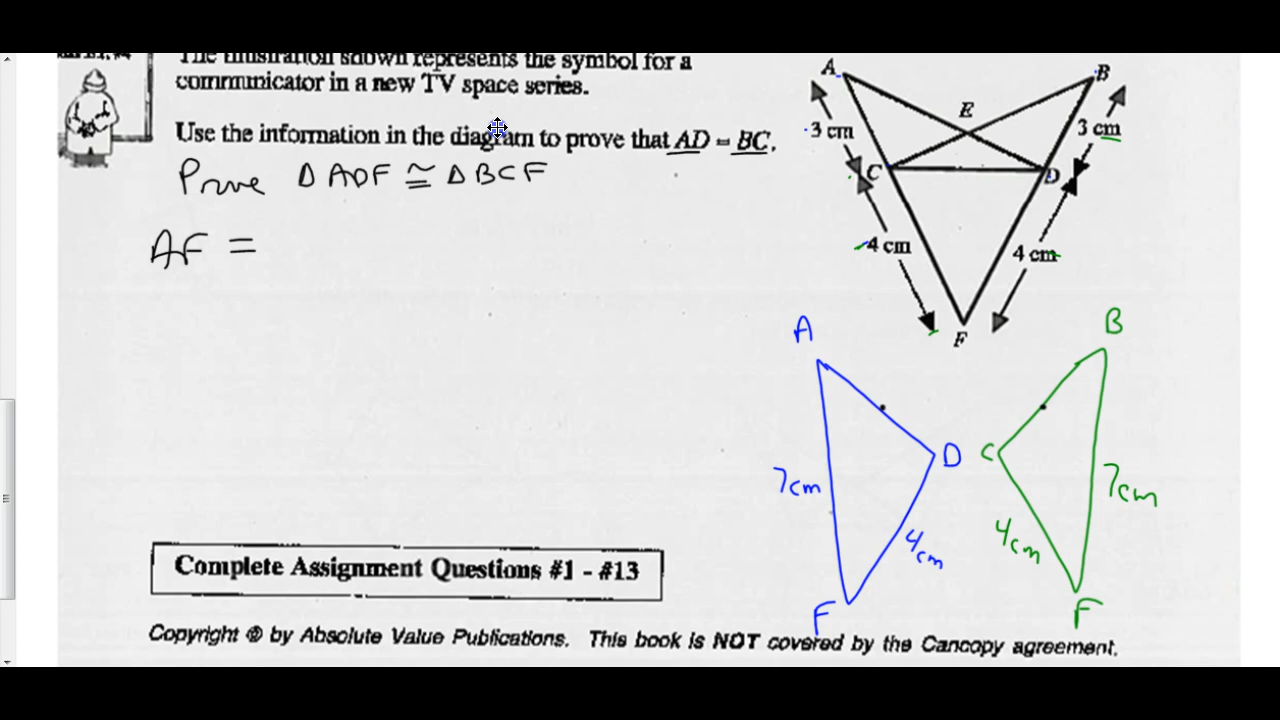 The illustration shown represents the symbol for a
communicator in a new TV space series.
Use the information in the diagram to prove that AD = BC.
Prove Δ ADF ≅ Δ BCF
AF =
A
B
E
3 cm
3 cm
C
D
4 cm
4 cm
F
A
B
D
C
7cm
7cm
4cm
4cm
F
F
Complete Assignment Questions #1 - #13
Copyright © by Absolute Value Publications. This book is NOT covered by the Cancopy agreement.